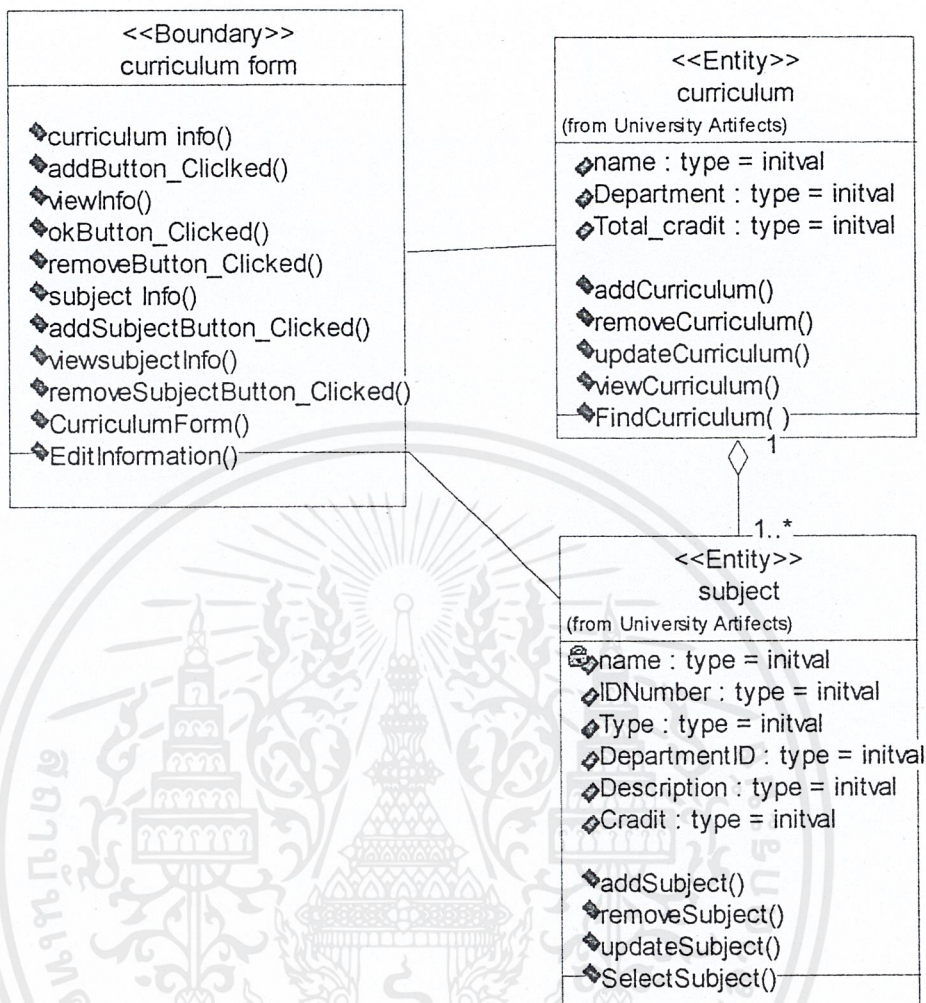 <<Boundary>>
curriculum form
curriculum info()
addButton_Cliclked()
viewInfo()
okButton_Clicked()
removeButton_Clicked()
subject Info()
addSubjectButton_Clicked()
viewsubjectInfo()
removeSubjectButton_Clicked()
CurriculumForm()
EditInformation()
<<Entity>>
curriculum
(from University Artifects)
name : type = initval
Department : type = initval
Total_cradit : type = initval
addCurriculum()
removeCurriculum()
updateCurriculum()
viewCurriculum()
FindCurriculum( )
1
1..*
<<Entity>>
subject
(from University Artifects)
name : type = initval
IDNumber : type = initval
Type : type = initval
DepartmentID : type = initval
Description : type = initval
Cradit : type = initval
addSubject()
removeSubject()
updateSubject()
SelectSubject()